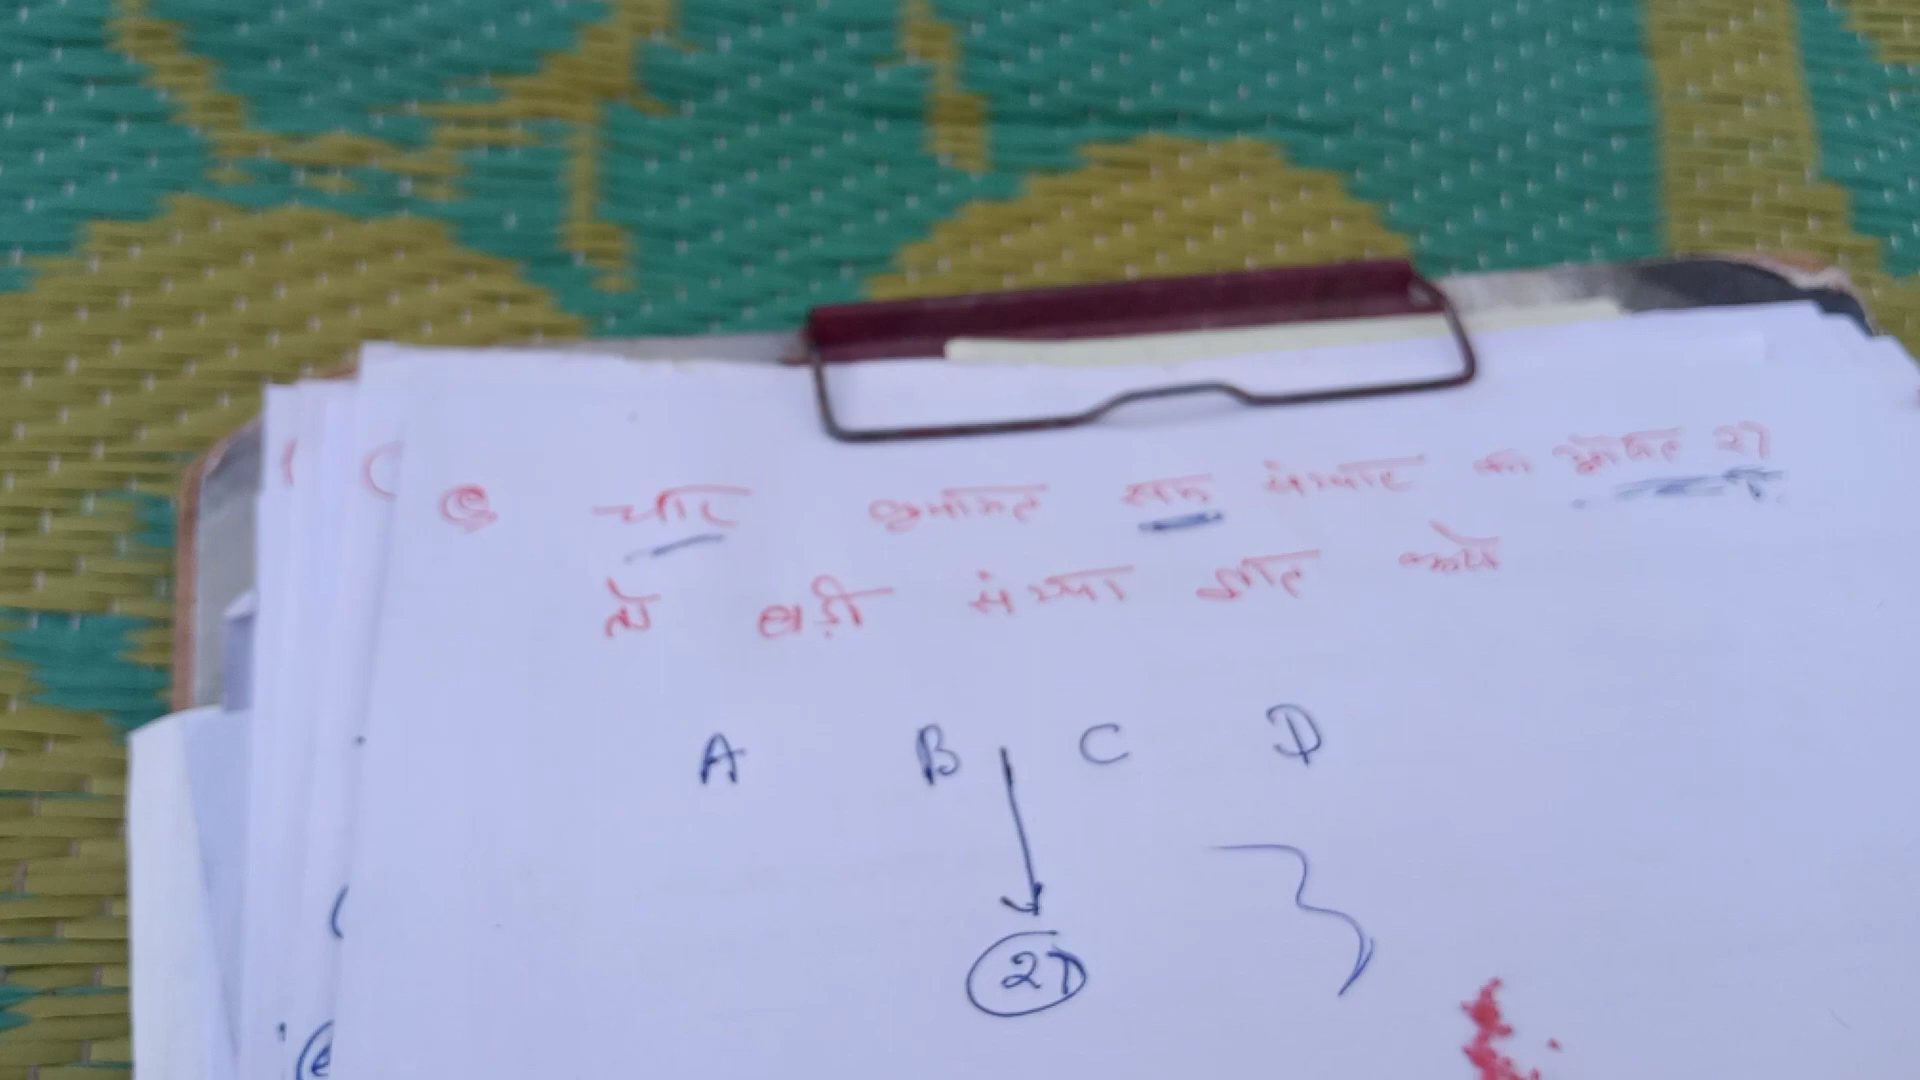 चार क्रमागत सम संख्याए का औसत 27
से बड़ी संख्या ज्ञात करो
A B C D
27